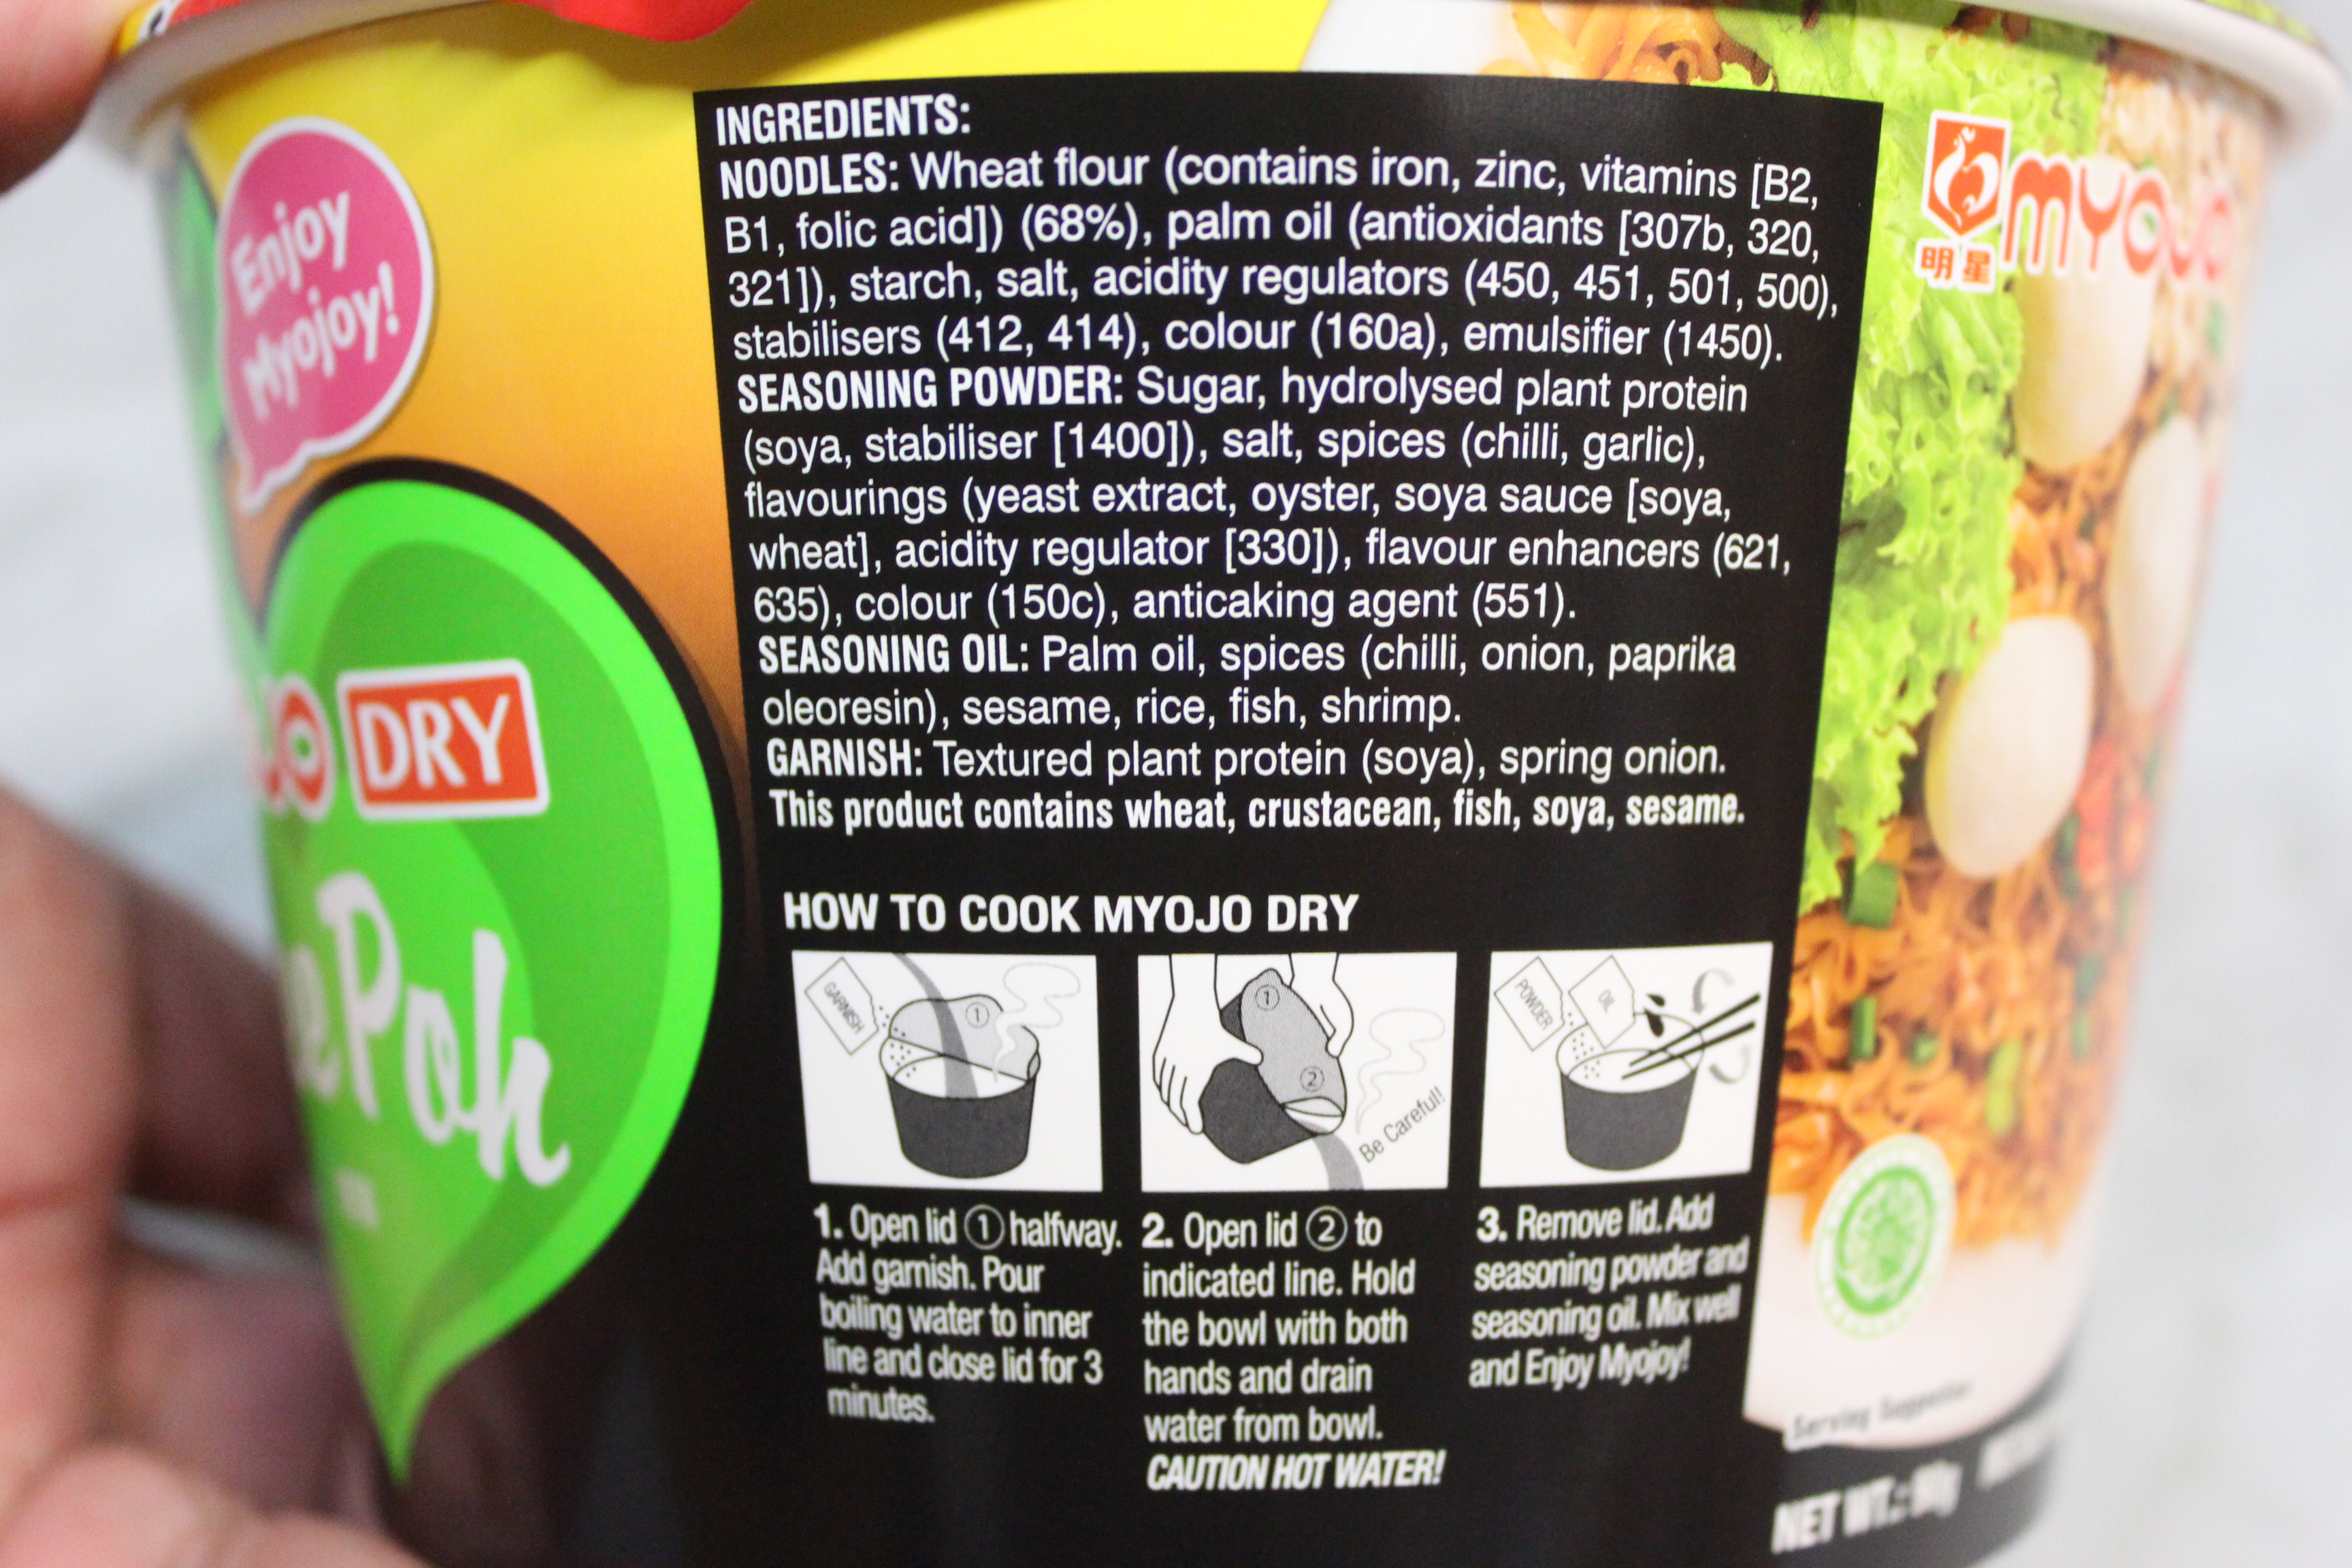 Enjoy
Myojoy!
DRY
Poh
INGREDIENTS:
NOODLES: Wheat flour (contains iron, zinc, vitamins [B2,
B1, folic acid]) (68%), palm oil (antioxidants [307b, 320,
321]), starch, salt, acidity regulators (450, 451, 501, 500),
stabilisers (412, 414), colour (160a), emulsifier (1450).
SEASONING POWDER: Sugar, hydrolysed plant protein
(soya, stabiliser [1400]), salt, spices (chilli, garlic),
flavourings (yeast extract, oyster, soya sauce [soya,
wheat], acidity regulator [330]), flavour enhancers (621,
635), colour (150c), anticaking agent (551).
SEASONING OIL: Palm oil, spices (chilli, onion, paprika
oleoresin), sesame, rice, fish, shrimp.
GARNISH: Textured plant protein (soya), spring onion.
This product contains wheat, crustacean, fish, soya, sesame.
HOW TO COOK MYOJO DRY
GARNISH
①
①
②
Be Careful!
POWDER
OIL
1. Open lid ① halfway.
Add garnish. Pour
boiling water to inner
line and close lid for 3
minutes.
2. Open lid ② to
indicated line. Hold
the bowl with both
hands and drain
water from bowl.
CAUTION HOT WATER!
3. Remove lid. Add
seasoning powder and
seasoning oil. Mix well
and Enjoy Myojoy!
明星
MYOJO
Serving Suggestion
NET WT.: